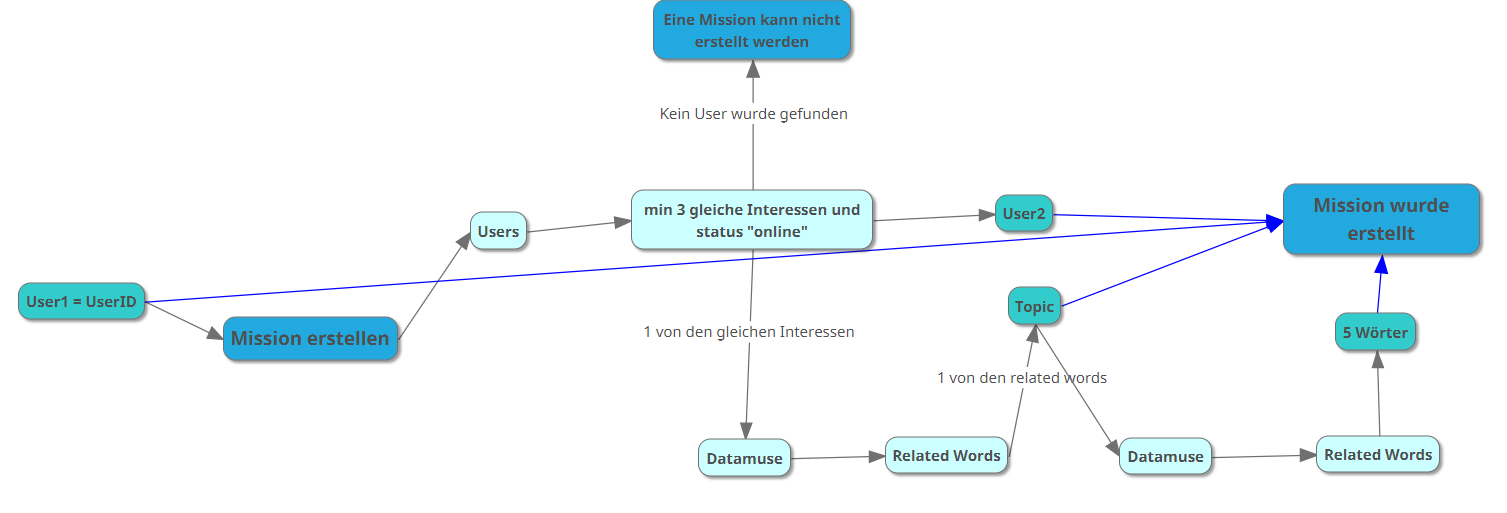 Eine Mission kann nicht
erstellt werden
Kein User wurde gefunden
min 3 gleiche Interessen und
status "online"
User2
Mission wurde
erstellt
Users
User1 = UserID
Mission erstellen
Topic
5 Wörter
1 von den gleichen Interessen
1 von den related words
Datamuse
Related Words
Datamuse
Related Words